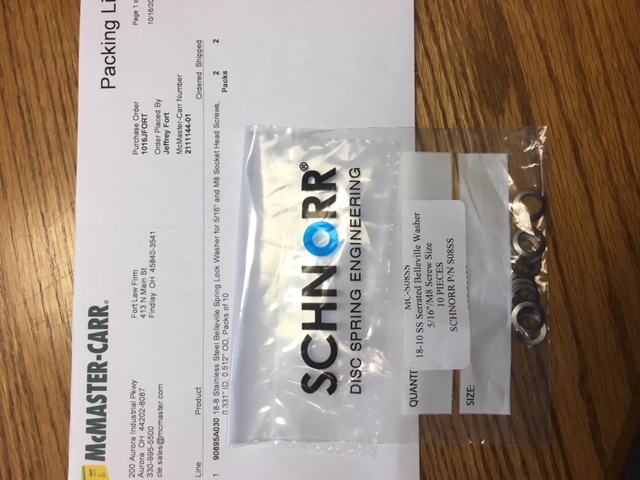 McMASTER-CARR
Packing Li
200 Aurora Industrial Pkwy
Aurora OH 44202-8087
330-995-5500
cle.sales@mcmaster.com
Fort Law Firm
413 N Main St
Findlay OH 45840-3541
Purchase Order
1016JFORT
Order Placed By
Jeffrey Fort
McMaster-Carr Number
2111144-01
Page 1
10/16/20
Line Product Ordered Shipped
1 90895A030 18-8 Stainless Steel Belleville Spring Lock Washer for 5/16" and M8 Socket Head Screws, 2 2
0.331" ID, 0.512" OD, Packs of 10 Packs
SCHNORR®
DISC SPRING ENGINEERING
QUANTI
SIZE:
MC-S08SS
18-10 SS Serrated Belleville Washer
5/16"/M8 Screw Size
10 PIECES
SCHNORR P/N S08SS